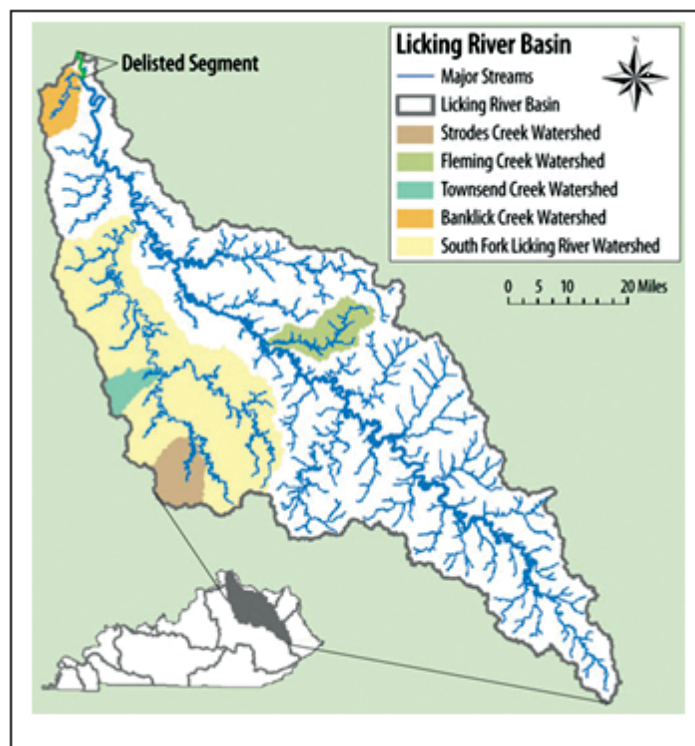 Delisted Segment
Licking River Basin
N
Major Streams
Licking River Basin
Strodes Creek Watershed
Fleming Creek Watershed
Townsend Creek Watershed
Banklick Creek Watershed
South Fork Licking River Watershed
0 5 10 20 Miles